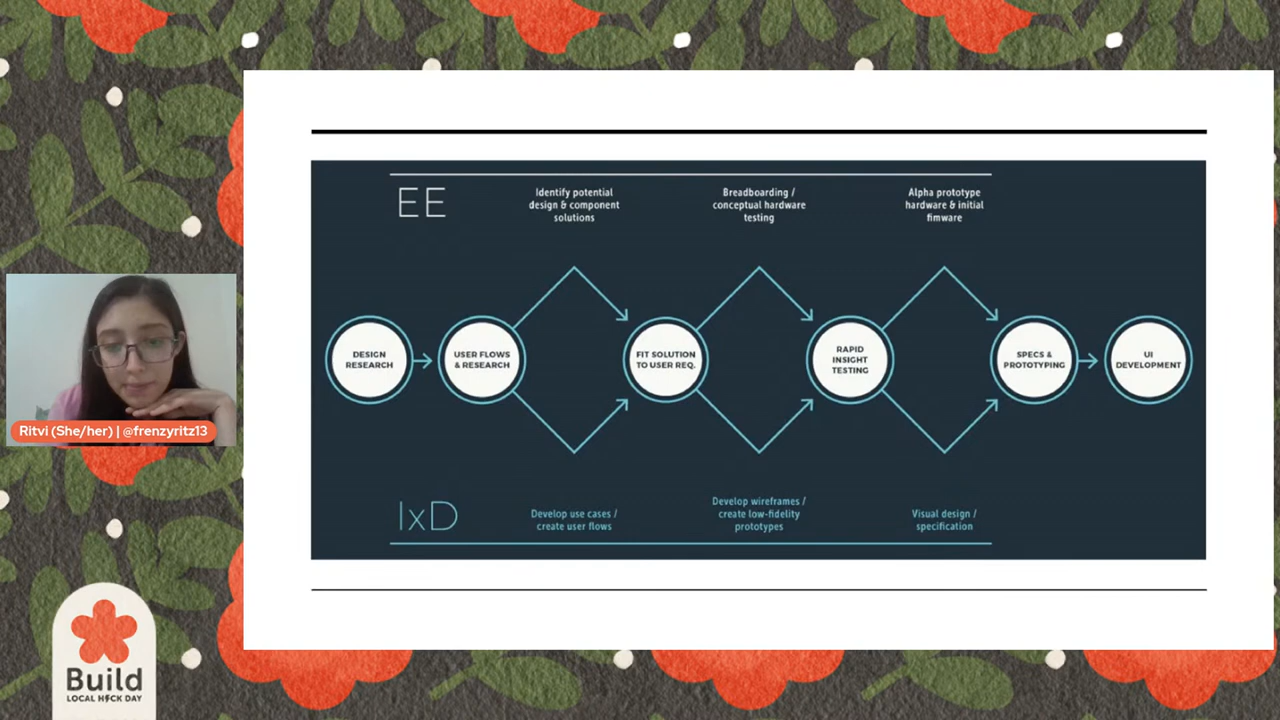 EE
Identify potential
design & component
solutions
Breadboarding /
conceptual hardware
testing
Alpha prototype
hardware & initial
fimware
DESIGN
RESEARCH
USER FLOWS
& RESEARCH
FIT SOLUTION
TO USER REQ.
RAPID
INSIGHT
TESTING
SPECS &
PROTOTYPING
UI
DEVELOPMENT
IxD
Develop use cases /
create user flows
Develop wireframes /
create low-fidelity
prototypes
Visual design /
specification
Ritvi (She/her) | @frenzyritz13
Build
LOCAL HACK DAY